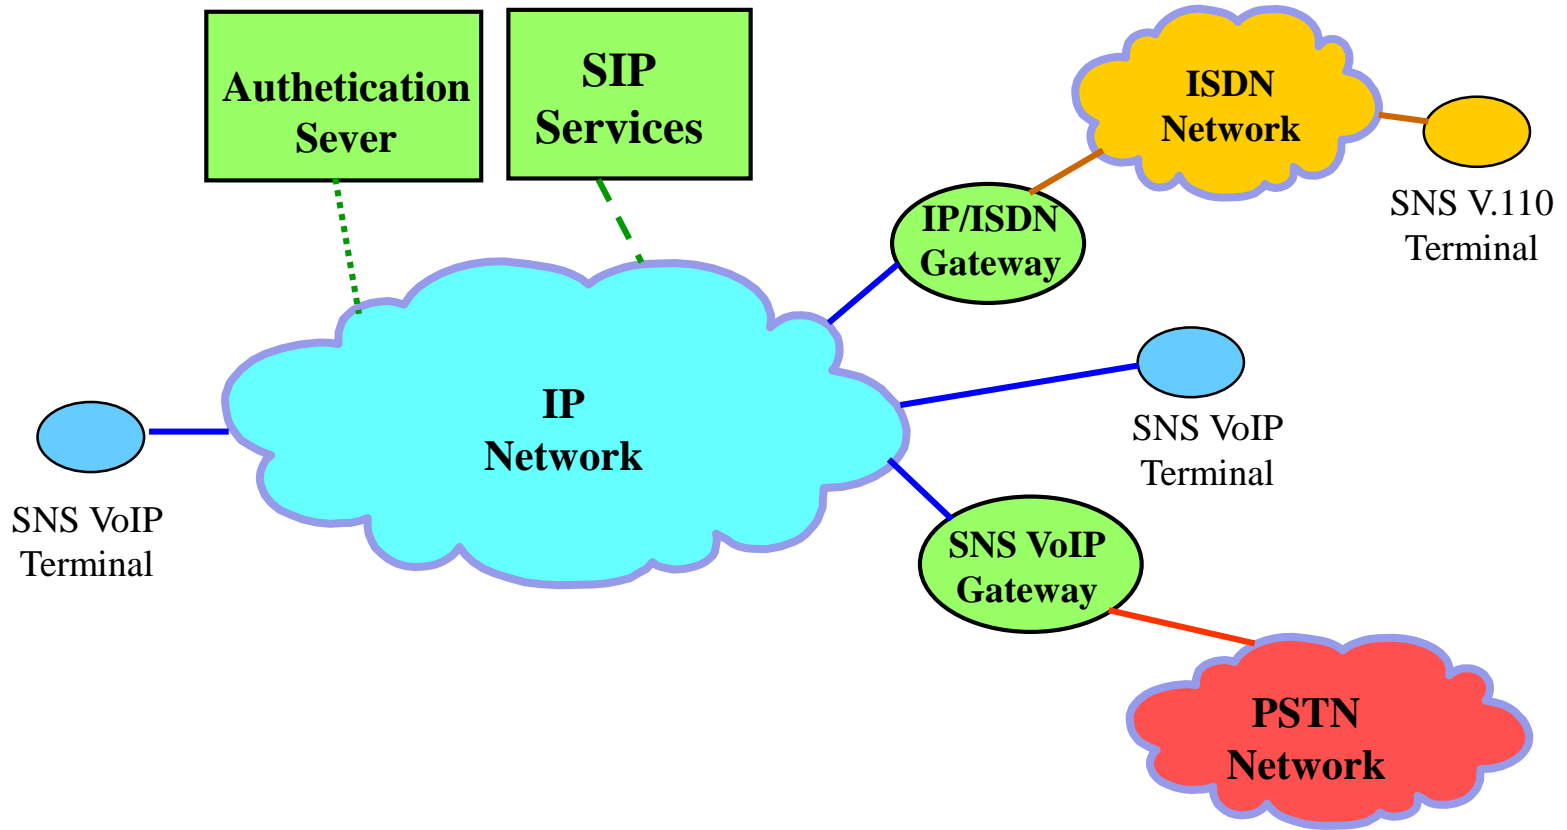 Authetication
Sever
SIP
Services
ISDN
Network
SNS V.110
Terminal
IP/ISDN
Gateway
IP
Network
SNS VoIP
Terminal
SNS VoIP
Terminal
SNS VoIP
Gateway
PSTN
Network